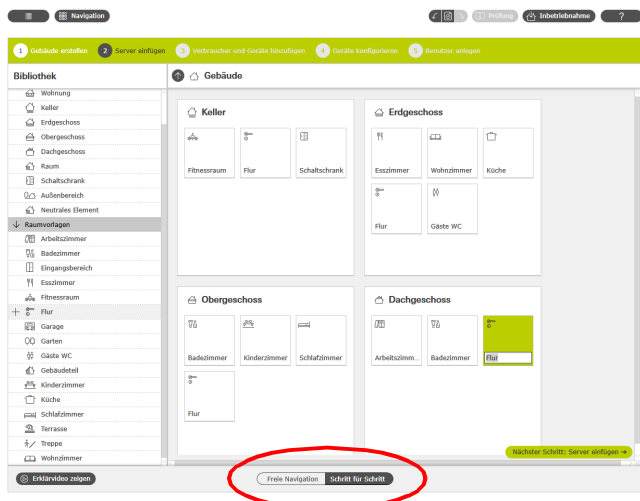 Navigation
Prüfung
Inbetriebnahme
?
1 Gebäude erstellen
2 Server einfügen
3 Verbraucher und Geräte hinzufügen
4 Geräte konfigurieren
5 Benutzer anlegen
Bibliothek
Wohnung
Keller
Erdgeschoss
Obergeschoss
Dachgeschoss
Raum
Schaltschrank
Außenbereich
Neutrales Element
Raumvorlagen
Arbeitszimmer
Badezimmer
Eingangsbereich
Esszimmer
Fitnessraum
Flur
Garage
Garten
Gäste WC
Gebäudeteil
Kinderzimmer
Küche
Schlafzimmer
Terrasse
Treppe
Wohnzimmer
Gebäude
Keller
Fitnessraum
Flur
Schaltschrank
Erdgeschoss
Esszimmer
Wohnzimmer
Küche
Flur
Gäste WC
Obergeschoss
Badezimmer
Kinderzimmer
Schlafzimmer
Flur
Dachgeschoss
Arbeitszimm...
Badezimmer
Flur
Nächster Schritt: Server einfügen →
Erklärvideo zeigen
Freie Navigation
Schritt für Schritt